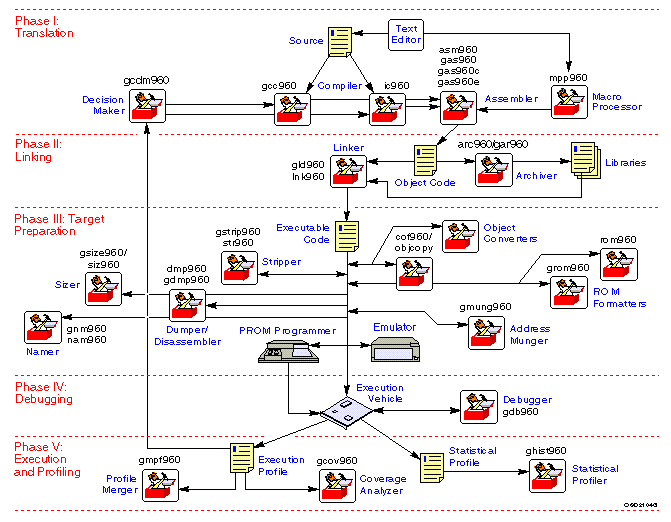 Phase I:
Translation
Text
Editor
Source
asm960
gas960
gas960c
gas960e
gcdm960
mpp960
Decision
Maker
gcc960
Compiler
ic960
Assembler
Macro
Processor
Phase II:
Linking
Linker
arc960/gar960
gld960
lnk960
Object Code
Archiver
Libraries
Phase III: Target
Preparation
gstrip960
str960
Executable
Code
cof960/
objcopy
Object
Converters
rom960
gsize960/
siz960
Stripper
grom960
Sizer
dmp960
gdmp960
ROM
Formatters
gmung960
gnm960
nam960
Namer
Dumper/
Disassembler
PROM Programmer
Emulator
Address
Munger
Phase IV:
Debugging
Execution
Vehicle
Debugger
gdb960
Phase V:
Execution
and Profiling
gmpf960
Profile
Merger
Execution
Profile
gcov960
Coverage
Analyzer
Statistical
Profile
ghist960
Statistical
Profiler